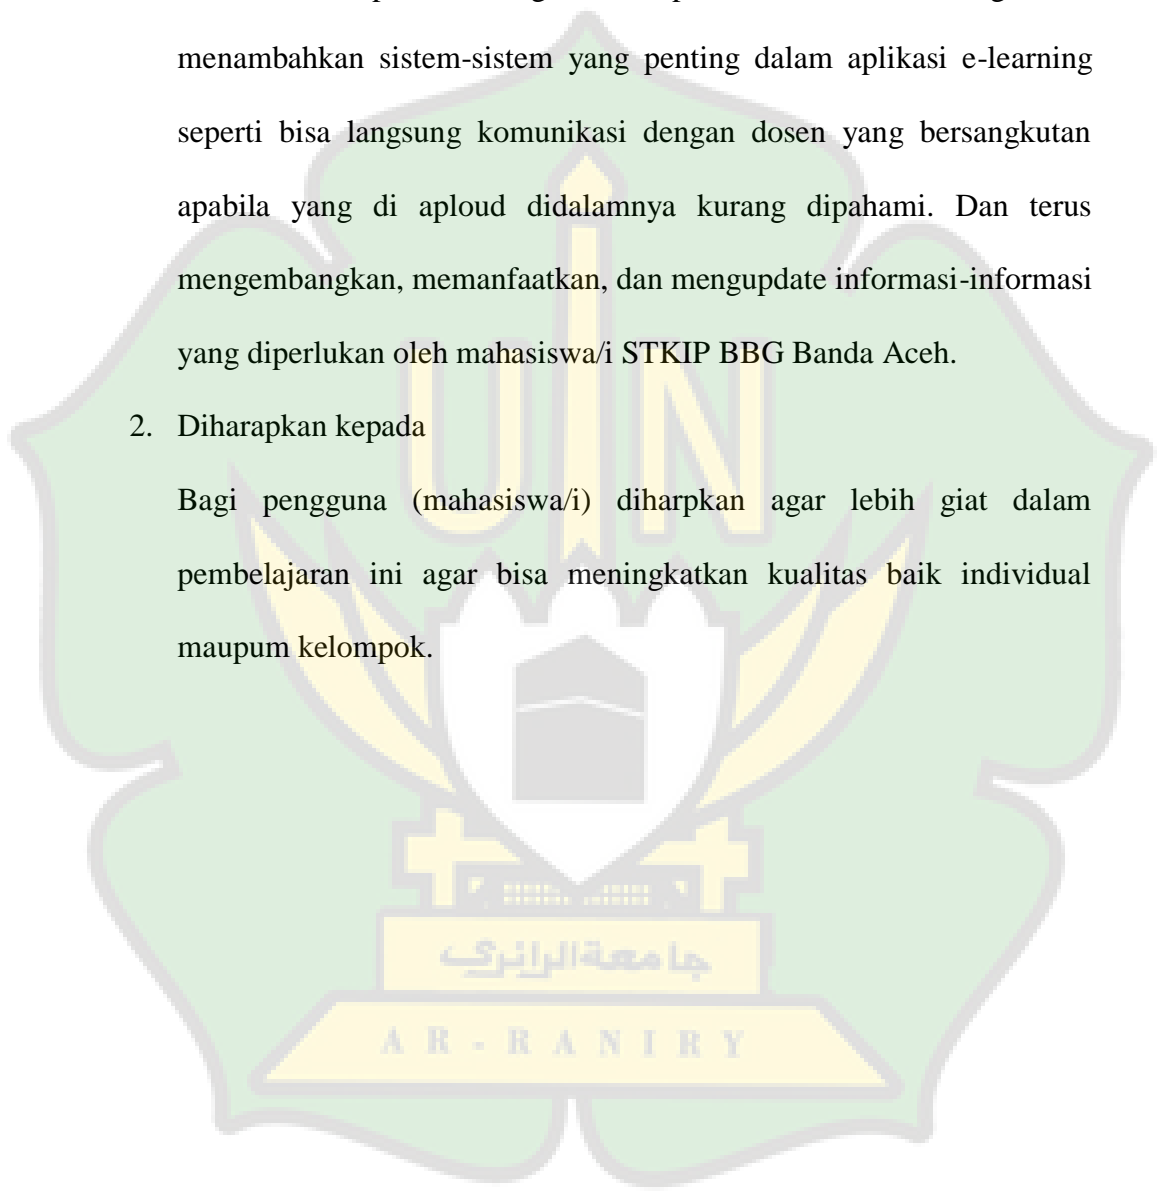 menambahkan sistem-sistem yang penting dalam aplikasi e-learning
seperti bisa langsung komunikasi dengan dosen yang bersangkutan
apabila yang di aploud didalamnya kurang dipahami. Dan terus
mengembangkan, memanfaatkan, dan mengupdate informasi-informasi
yang diperlukan oleh mahasiswa/i STKIP BBG Banda Aceh.
2. Diharapkan kepada
Bagi pengguna (mahasiswa/i) diharpkan agar lebih giat dalam
pembelajaran ini agar bisa meningkatkan kualitas baik individual
maupum kelompok.
UIN
جامعة الرانري
AR-RANIRY